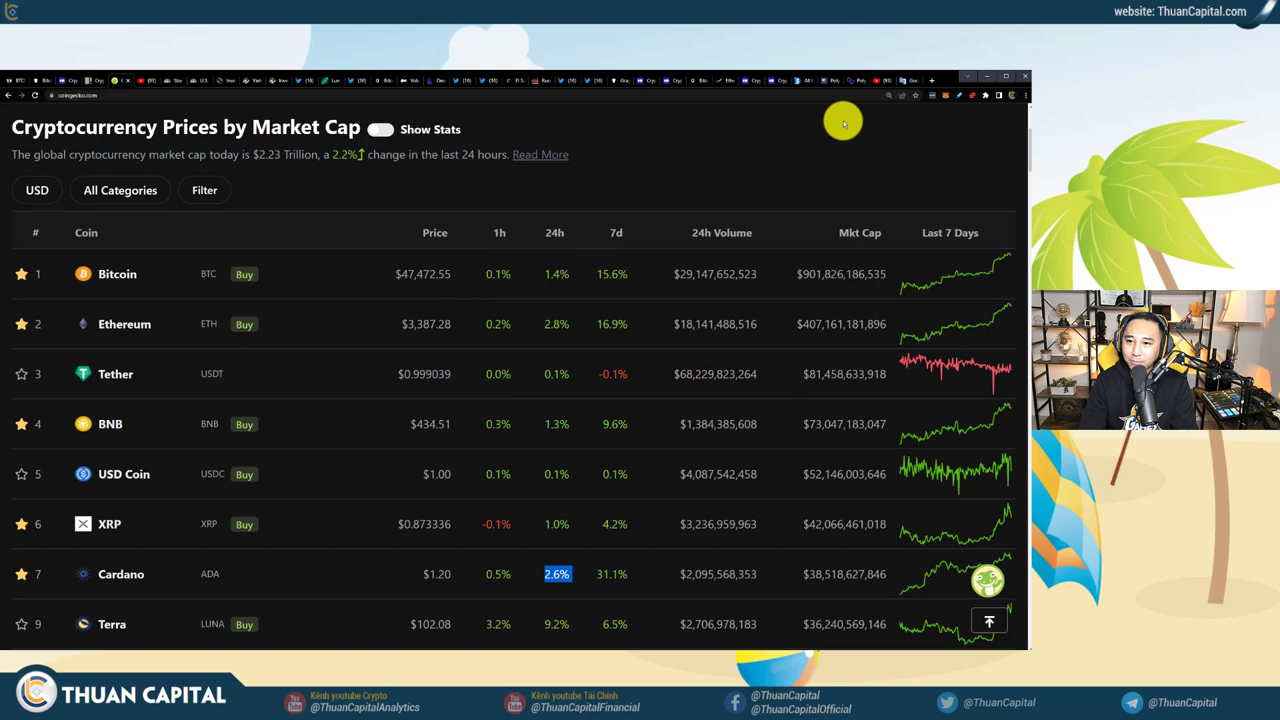 website: ThuanCapital.com
coingecko.com
Cryptocurrency Prices by Market Cap Show Stats
The global cryptocurrency market cap today is $2.23 Trillion, a 2.2% change in the last 24 hours. Read More
USD All Categories Filter
# Coin Price 1h 24h 7d 24h Volume Mkt Cap Last 7 Days
1 Bitcoin BTC Buy $47,472.55 0.1% 1.4% 15.6% $29,147,652,523 $901,826,186,535
2 Ethereum ETH Buy $3,387.28 0.2% 2.8% 16.9% $18,141,488,516 $407,161,181,896
3 Tether USDT $0.999039 0.0% 0.1% -0.1% $68,229,823,264 $81,458,633,918
4 BNB BNB Buy $434.51 0.3% 1.3% 9.6% $1,384,385,608 $73,047,183,047
5 USD Coin USDC Buy $1.00 0.1% 0.1% 0.1% $4,087,542,458 $52,146,003,646
6 XRP XRP Buy $0.873336 -0.1% 1.0% 4.2% $3,236,959,963 $42,066,461,018
7 Cardano ADA $1.20 0.5% 2.6% 31.1% $2,095,568,353 $38,518,627,846
9 Terra LUNA Buy $102.08 3.2% 9.2% 6.5% $2,706,978,183 $36,240,569,146
THUAN CAPITAL
Kênh youtube Crypto
@ThuanCapitalAnalytics
Kênh youtube Tài Chính
@ThuanCapitalFinancial
@ThuanCapital
@ThuanCapitalOfficial
@ThuanCapital
@ThuanCapital